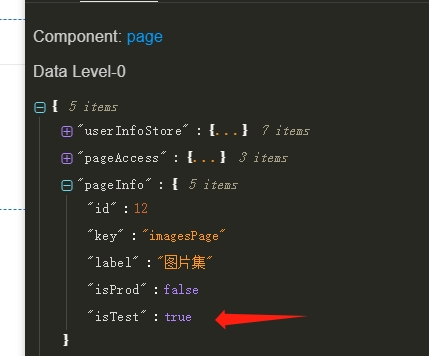 Component: page
Data Level-0
{ 5 items
"userInfoStore" : {...} 7 items
"pageAccess" : {...} 3 items
"pageInfo" : { 5 items
"id" : 12
"key" : "imagesPage"
"label" : "图片集"
"isProd" : false
"isTest" : true
}